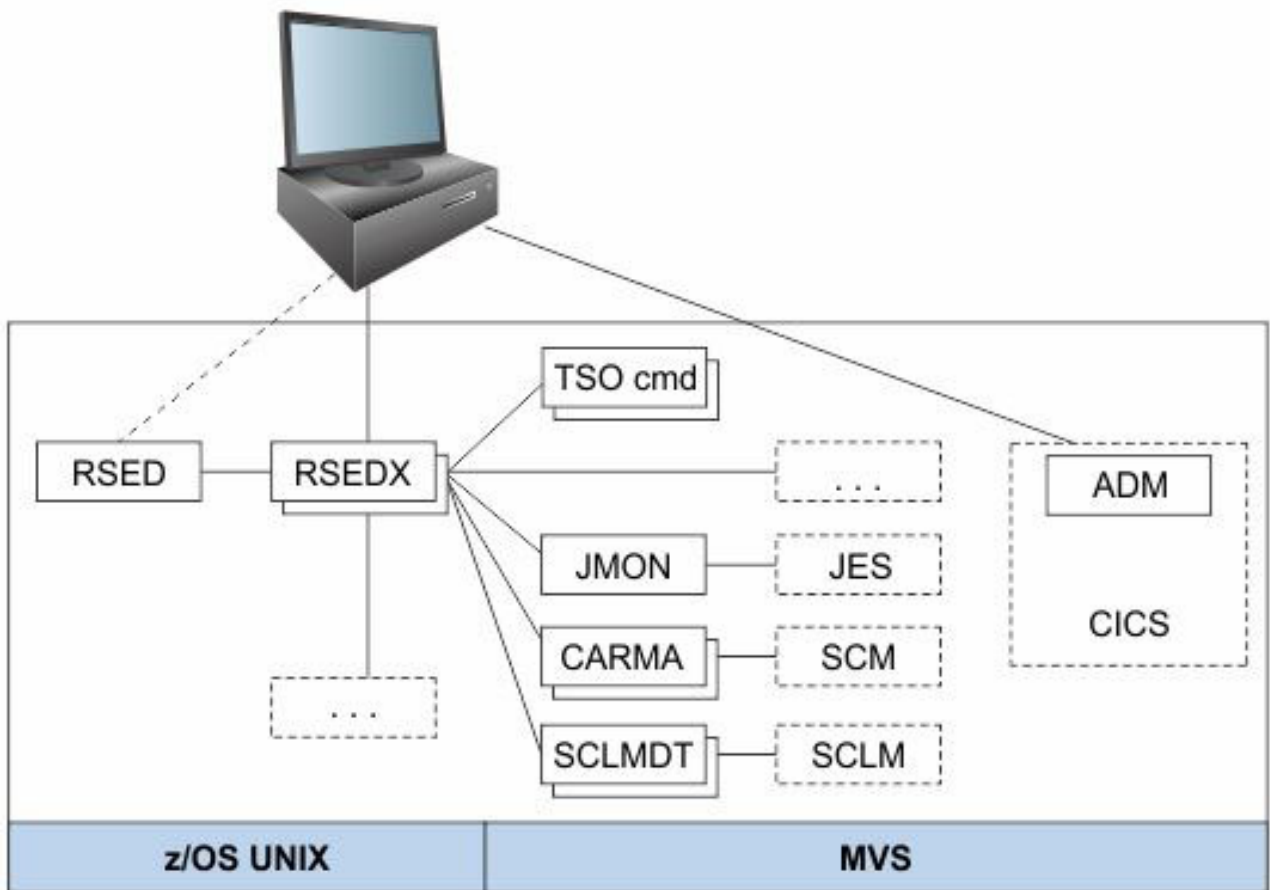 TSO cmd
RSED
RSEDX
. . .
ADM
JMON
JES
CICS
CARMA
SCM
. . .
SCLMDT
SCLM
z/OS UNIX
MVS